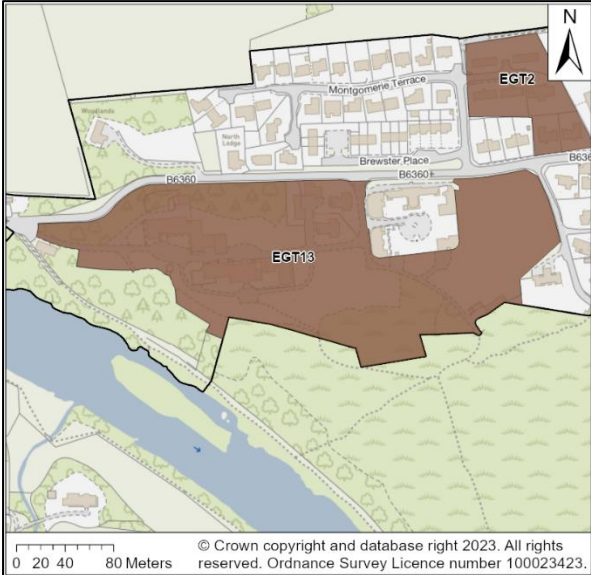 N
EGT2
Montgomerie Terrace
Woodlands
North
Lodge
Brewster Place
B6360
B6360
B636
EGT13
0 20 40 80 Meters
© Crown copyright and database right 2023. All rights
reserved. Ordnance Survey Licence number 100023423.